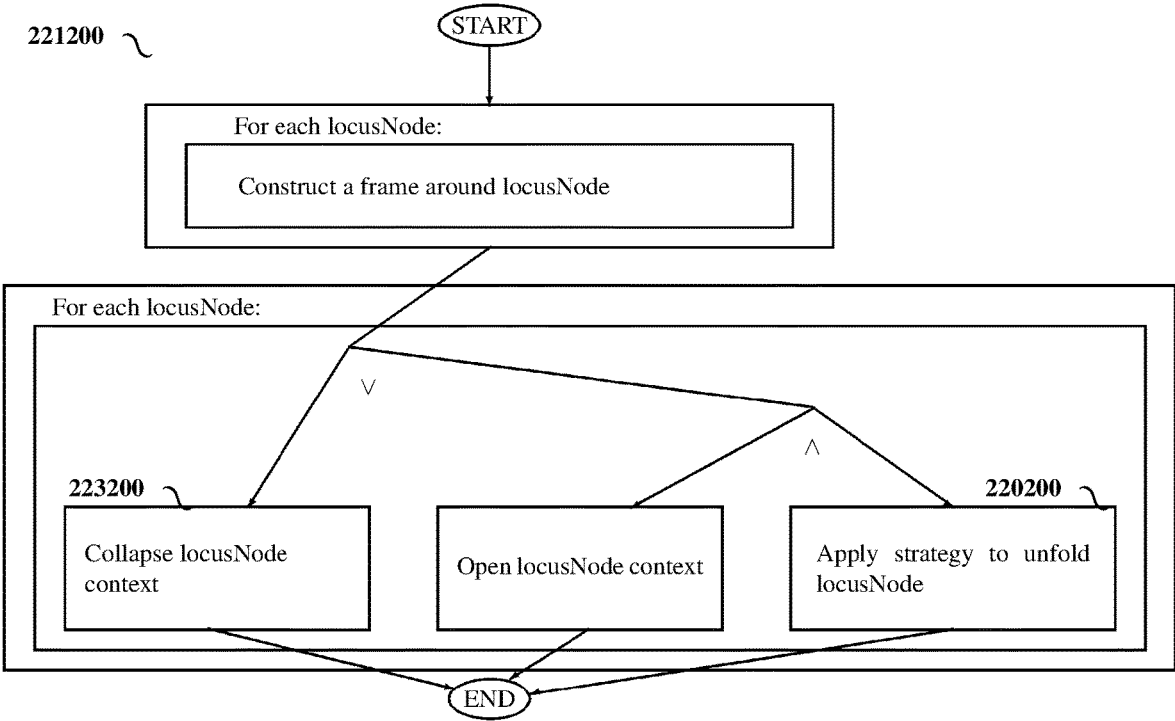 START
221200
For each locusNode:
Construct a frame around locusNode
For each locusNode:
∨
∧
223200
220200
Collapse locusNode
context
Open locusNode context
Apply strategy to unfold
locusNode
END